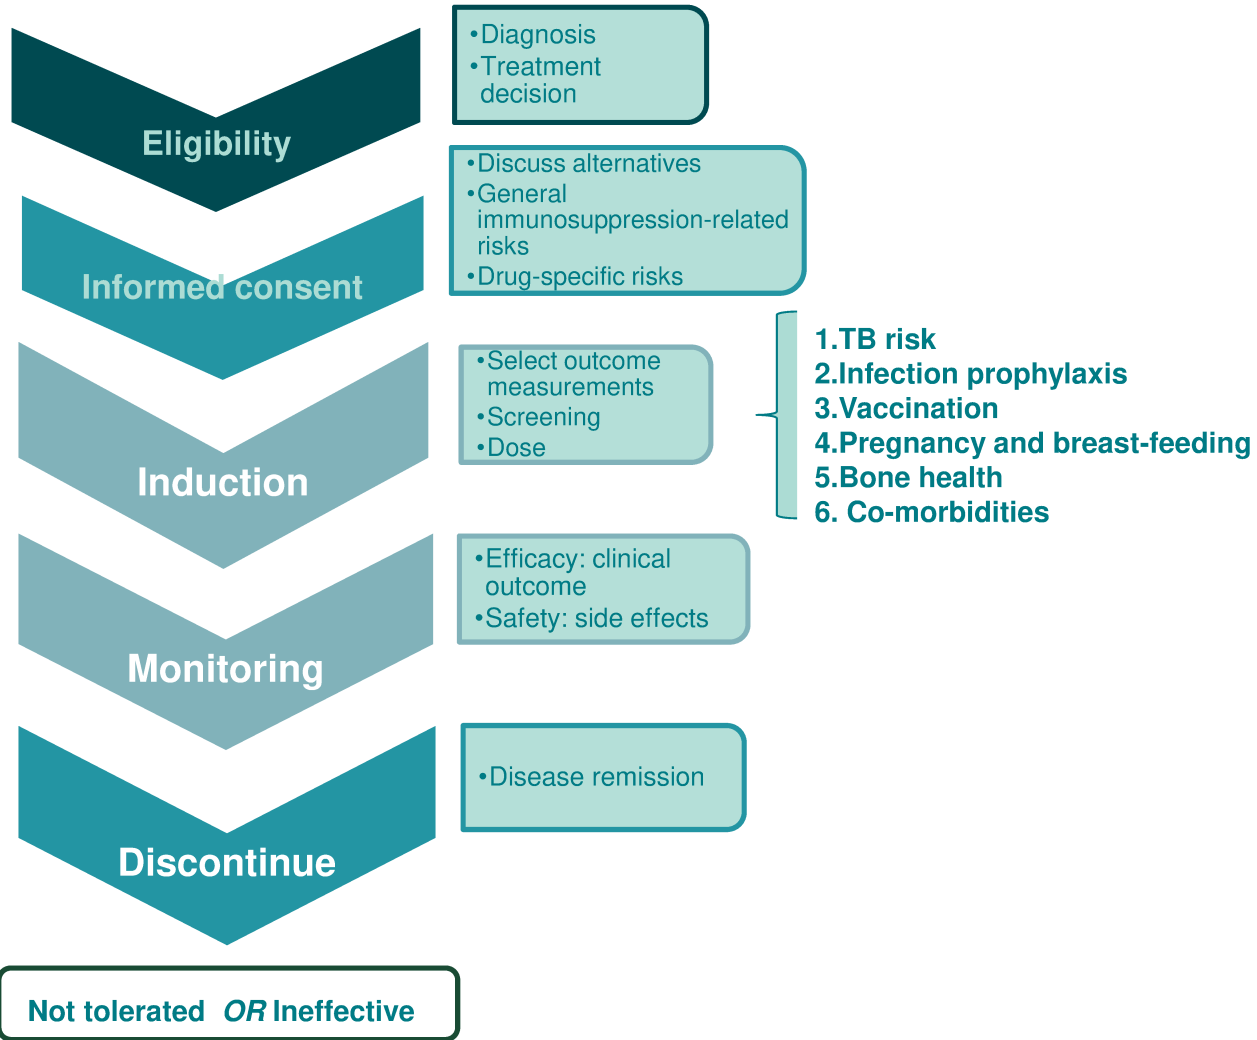 Eligibility
•Diagnosis
•Treatment
decision
Informed consent
•Discuss alternatives
•General
immunosuppression-related
risks
•Drug-specific risks
Induction
•Select outcome
measurements
•Screening
•Dose
1.TB risk
2.Infection prophylaxis
3.Vaccination
4.Pregnancy and breast-feeding
5.Bone health
6. Co-morbidities
Monitoring
•Efficacy: clinical
outcome
•Safety: side effects
Discontinue
•Disease remission
Not tolerated OR Ineffective